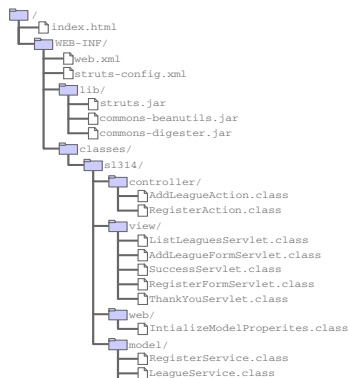 /
index.html
WEB-INF/
web.xml
struts-config.xml
lib/
struts.jar
commons-beanutils.jar
commons-digester.jar
classes/
sl314/
controller/
AddLeagueAction.class
RegisterAction.class
view/
ListLeaguesServlet.class
AddLeagueFormServlet.class
SuccessServlet.class
RegisterFormServlet.class
ThankYouServlet.class
web/
IntializeModelProperites.class
model/
RegisterService.class
LeagueService.class